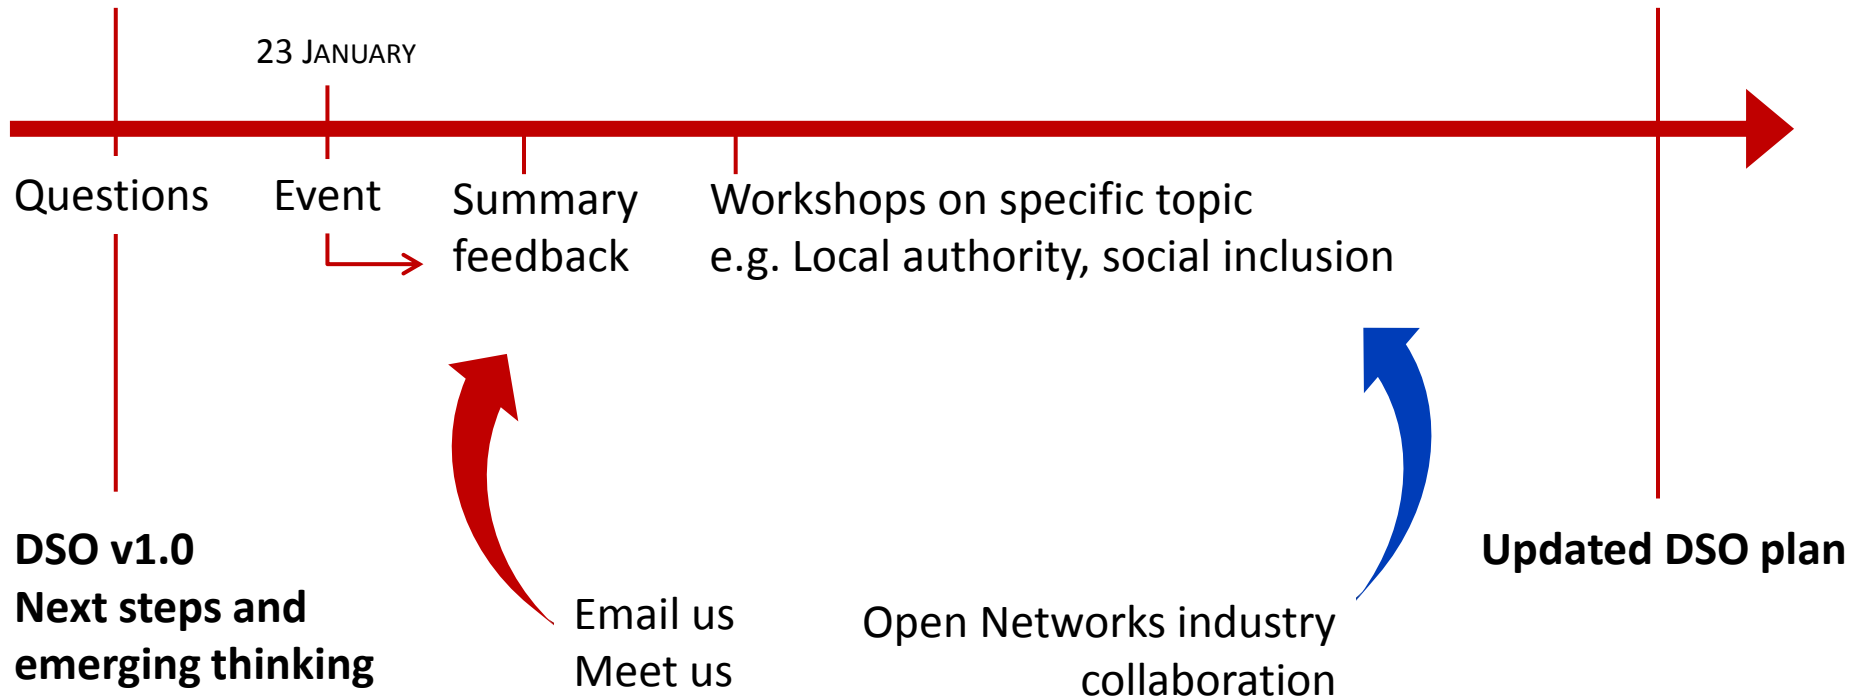 23 JANUARY
Questions
Event
Summary
feedback
Workshops on specific topic
e.g. Local authority, social inclusion
DSO v1.0
Next steps and
emerging thinking
Email us
Meet us
Open Networks industry
collaboration
Updated DSO plan